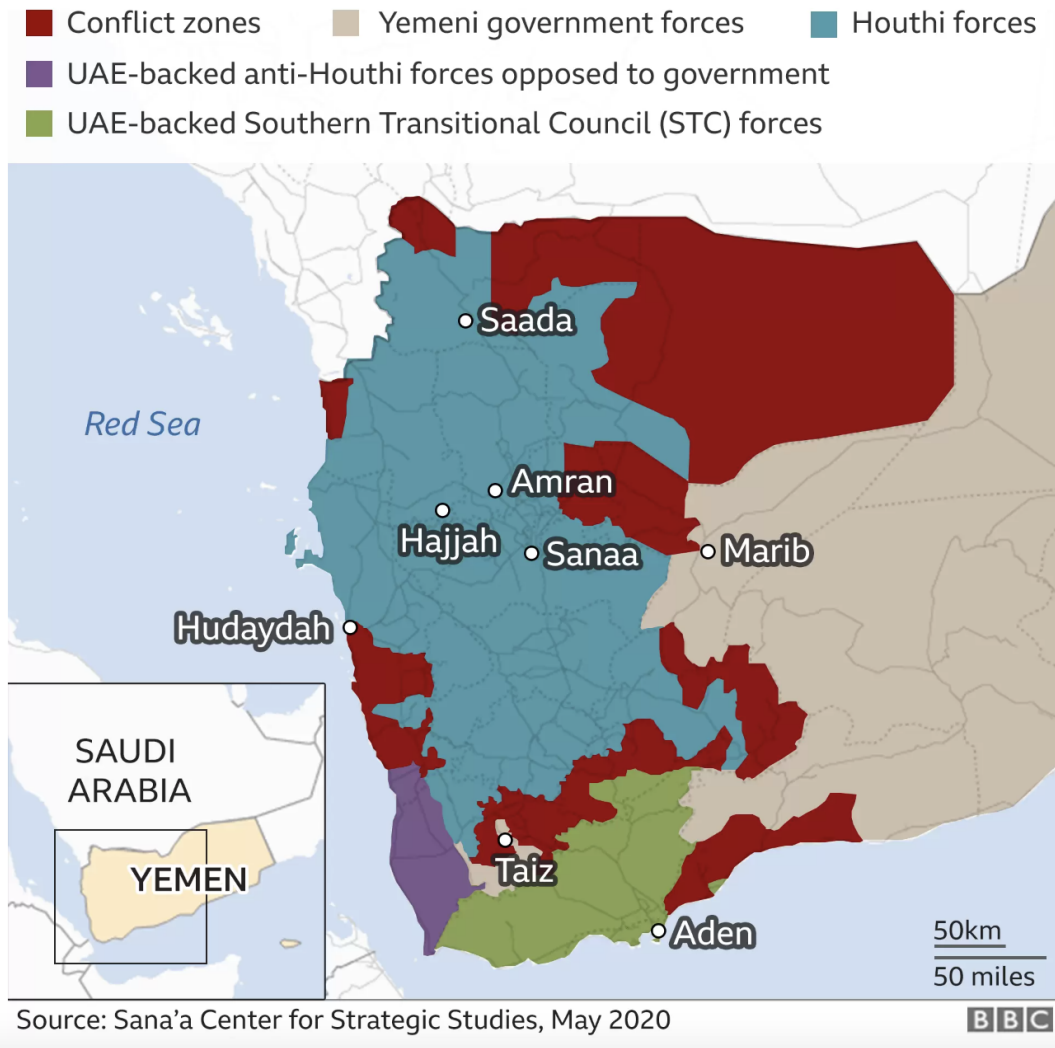 Conflict zones
Yemeni government forces
Houthi forces
UAE-backed anti-Houthi forces opposed to government
UAE-backed Southern Transitional Council (STC) forces
Saada
Red Sea
Amran
Hajjah
Sanaa
Marib
Hudaydah
SAUDI
ARABIA
YEMEN
Taiz
Aden
50km
50 miles
Source: Sana’a Center for Strategic Studies, May 2020
BBC